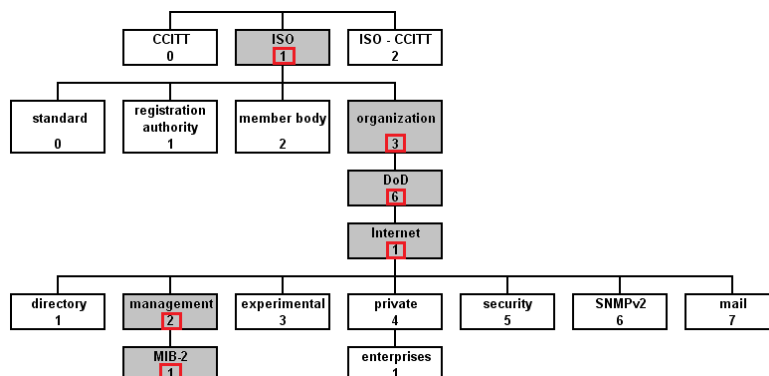 CCITT
0
ISO
1
ISO - CCITT
2
standard
0
registration
authority
1
member body
2
organization
3
DoD
6
Internet
1
directory
1
management
2
experimental
3
private
4
security
5
SNMPv2
6
mail
7
MIB-2
1
enterprises
1